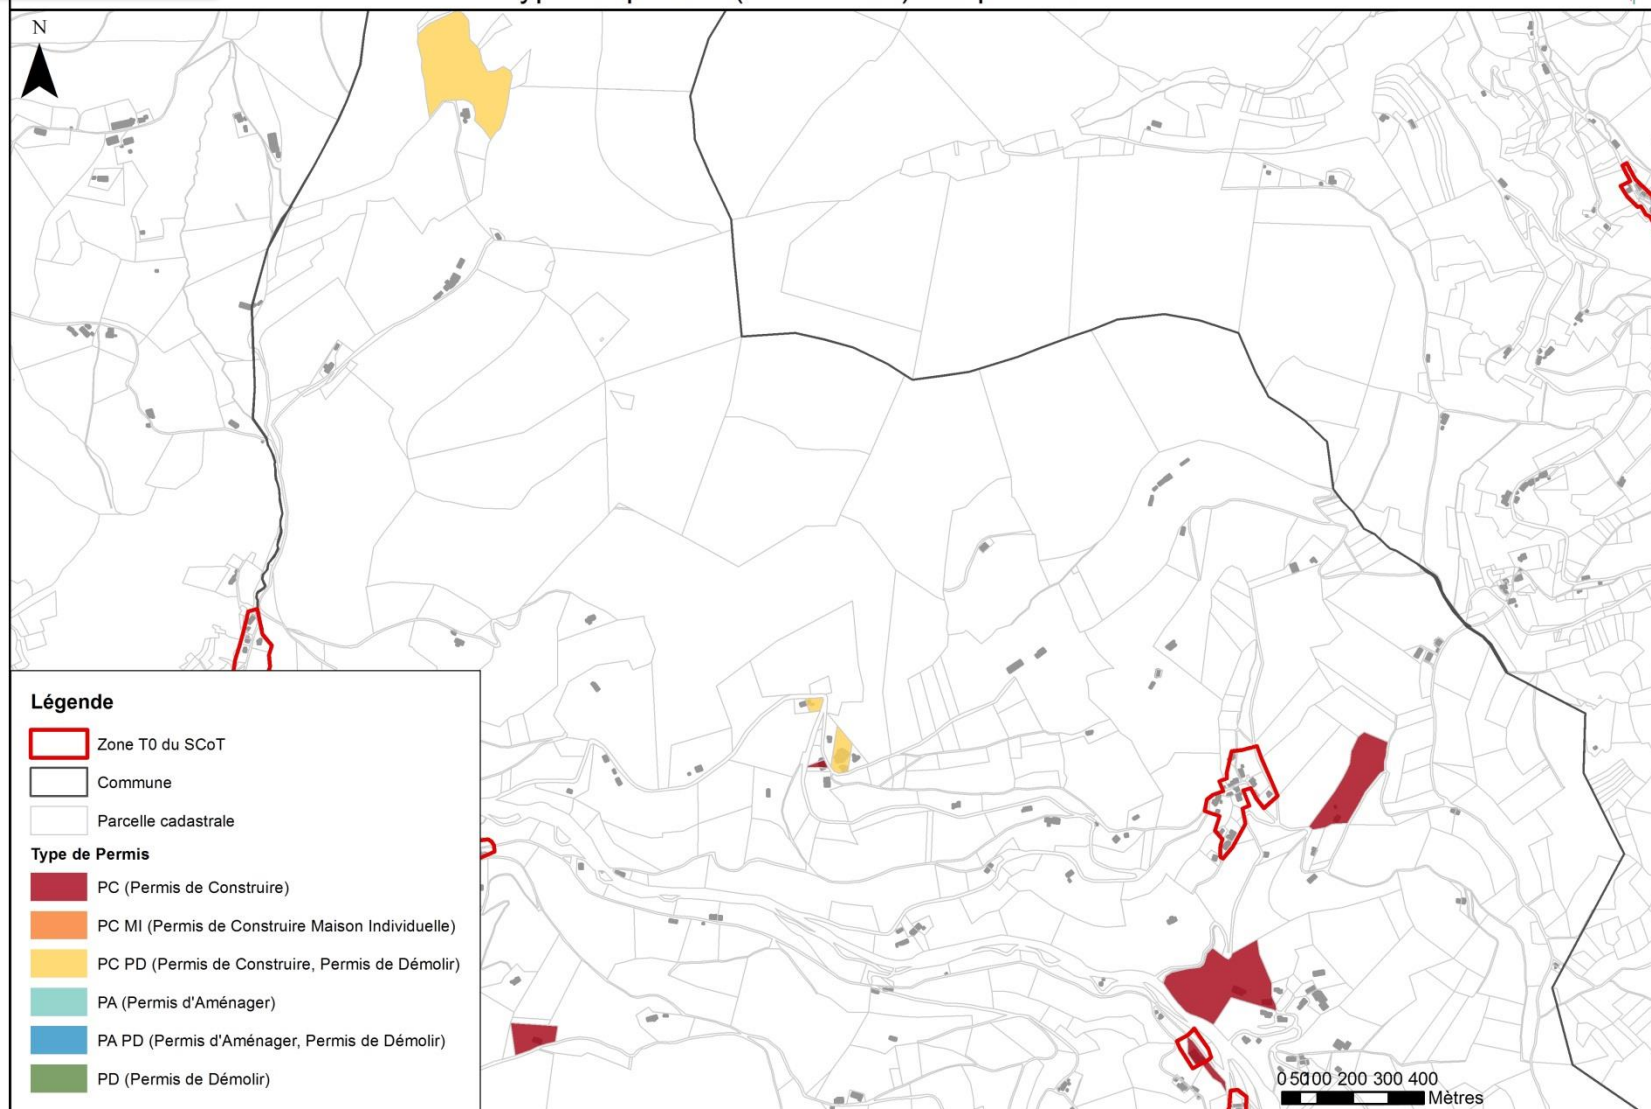 N
Légende
Zone T0 du SCoT
Commune
Parcelle cadastrale
Type de Permis
PC (Permis de Construire)
PC MI (Permis de Construire Maison Individuelle)
PC PD (Permis de Construire, Permis de Démolir)
PA (Permis d'Aménager)
PA PD (Permis d'Aménager, Permis de Démolir)
PD (Permis de Démolir)
0 50100 200 300 400
Mètres